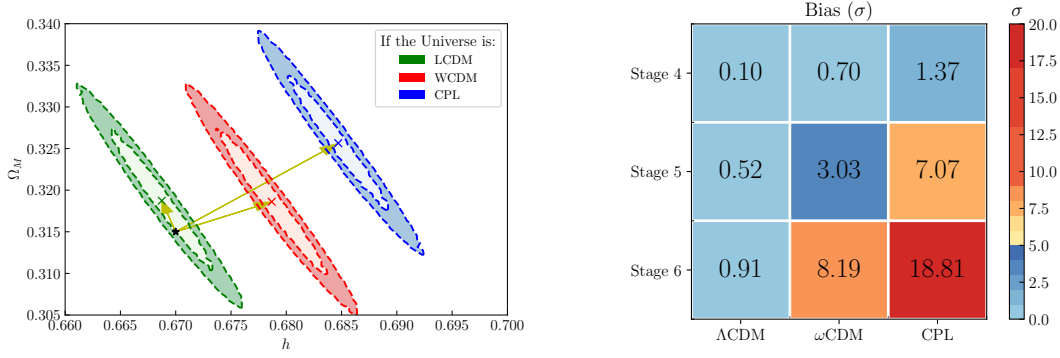 0.340
0.335
0.330
0.325
0.320
0.315
0.310
0.305
Ω_M
0.660 0.665 0.670 0.675 0.680 0.685 0.690 0.695 0.700
h
If the Universe is:
LCDM
WCDM
CPL
Bias (σ)
Stage 4 0.10 0.70 1.37
Stage 5 0.52 3.03 7.07
Stage 6 0.91 8.19 18.81
ΛCDM ωCDM CPL
σ
20.0
17.5
15.0
12.5
10.0
7.5
5.0
2.5
0.0